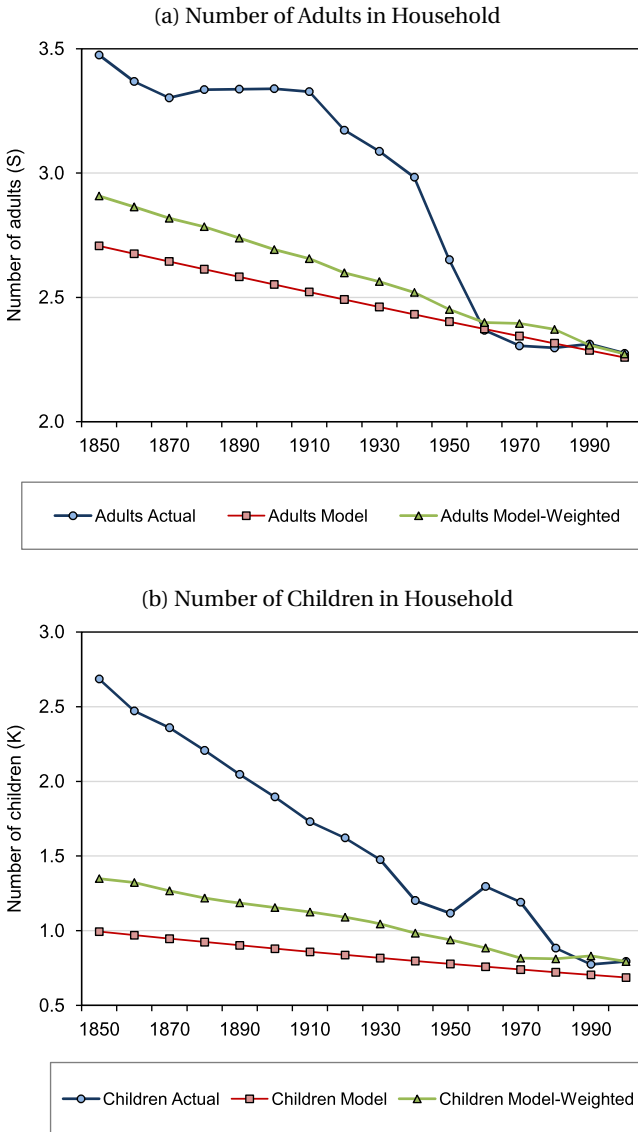 (a) Number of Adults in Household
3.5
3.0
2.5
2.0
Number of adults (S)
1850 1870 1890 1910 1930 1950 1970 1990
Adults Actual Adults Model Adults Model-Weighted
(b) Number of Children in Household
3.0
2.5
2.0
1.5
1.0
0.5
Number of children (K)
1850 1870 1890 1910 1930 1950 1970 1990
Children Actual Children Model Children Model-Weighted